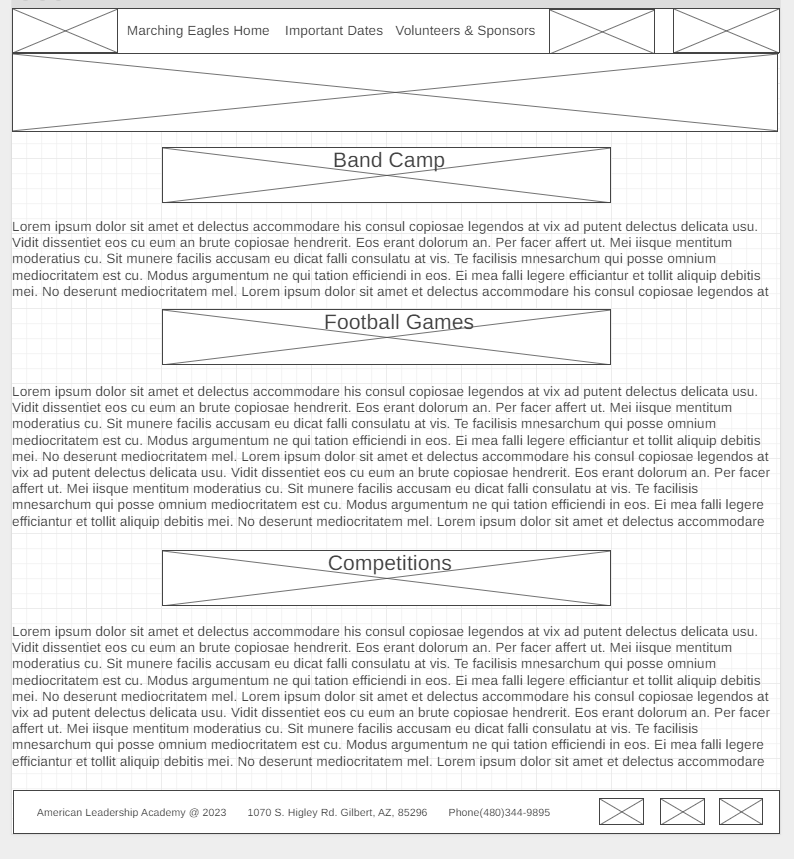 Marching Eagles Home Important Dates Volunteers & Sponsors
Band Camp
Lorem ipsum dolor sit amet et delectus accommodare his consul copiosae legendos at vix ad putent delectus delicata usu.
Vidit dissentiet eos cu eum an brute copiosae hendrerit. Eos erant dolorum an. Per facer affert ut. Mei iisque mentitum
moderatius cu. Sit munere facilis accusam eu dicat falli consulatu at vis. Te facilisis mnesarchum qui posse omnium
mediocritatem est cu. Modus argumentum ne qui tation efficiendi in eos. Ei mea falli legere efficiantur et tollit aliquip debitis
mei. No deserunt mediocritatem mel. Lorem ipsum dolor sit amet et delectus accommodare his consul copiosae legendos at
Football Games
Lorem ipsum dolor sit amet et delectus accommodare his consul copiosae legendos at vix ad putent delectus delicata usu.
Vidit dissentiet eos cu eum an brute copiosae hendrerit. Eos erant dolorum an. Per facer affert ut. Mei iisque mentitum
moderatius cu. Sit munere facilis accusam eu dicat falli consulatu at vis. Te facilisis mnesarchum qui posse omnium
mediocritatem est cu. Modus argumentum ne qui tation efficiendi in eos. Ei mea falli legere efficiantur et tollit aliquip debitis
mei. No deserunt mediocritatem mel. Lorem ipsum dolor sit amet et delectus accommodare his consul copiosae legendos at
vix ad putent delectus delicata usu. Vidit dissentiet eos cu eum an brute copiosae hendrerit. Eos erant dolorum an. Per facer
affert ut. Mei iisque mentitum moderatius cu. Sit munere facilis accusam eu dicat falli consulatu at vis. Te facilisis
mnesarchum qui posse omnium mediocritatem est cu. Modus argumentum ne qui tation efficiendi in eos. Ei mea falli legere
efficiantur et tollit aliquip debitis mei. No deserunt mediocritatem mel. Lorem ipsum dolor sit amet et delectus accommodare
Competitions
Lorem ipsum dolor sit amet et delectus accommodare his consul copiosae legendos at vix ad putent delectus delicata usu.
Vidit dissentiet eos cu eum an brute copiosae hendrerit. Eos erant dolorum an. Per facer affert ut. Mei iisque mentitum
moderatius cu. Sit munere facilis accusam eu dicat falli consulatu at vis. Te facilisis mnesarchum qui posse omnium
mediocritatem est cu. Modus argumentum ne qui tation efficiendi in eos. Ei mea falli legere efficiantur et tollit aliquip debitis
mei. No deserunt mediocritatem mel. Lorem ipsum dolor sit amet et delectus accommodare his consul copiosae legendos at
vix ad putent delectus delicata usu. Vidit dissentiet eos cu eum an brute copiosae hendrerit. Eos erant dolorum an. Per facer
affert ut. Mei iisque mentitum moderatius cu. Sit munere facilis accusam eu dicat falli consulatu at vis. Te facilisis
mnesarchum qui posse omnium mediocritatem est cu. Modus argumentum ne qui tation efficiendi in eos. Ei mea falli legere
efficiantur et tollit aliquip debitis mei. No deserunt mediocritatem mel. Lorem ipsum dolor sit amet et delectus accommodare
American Leadership Academy @ 2023 1070 S. Higley Rd. Gilbert, AZ, 85296 Phone(480)344-9895